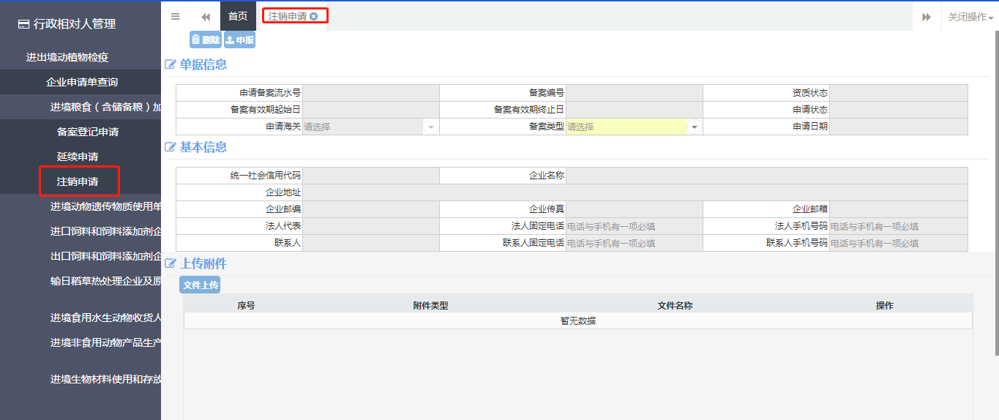 行政相对人管理
进出境动植物检疫
企业申请单查询
进境粮食（含储备粮）加
备案登记申请
延续申请
注销申请
进境动物遗传物质使用单
进口饲料和饲料添加剂企
出口饲料和饲料添加剂企
输日稻草热处理企业及原
进境食用水生动物收货人
进境非食用动物产品生产
进境生物材料使用和存放
首页 注销申请 关闭操作
删除 申报
单据信息
申请备案流水号 备案编号 资质状态
备案有效期起始日 备案有效期终止日 申请状态
申请海关 请选择 备案类型 请选择 申请日期
基本信息
统一社会信用代码 企业名称
企业地址
企业邮编 企业传真 企业邮箱
法人代表 法人固定电话 电话与手机有一项必填 法人手机号码 电话与手机有一项必填
联系人 联系人固定电话 电话与手机有一项必填 联系人手机号码 电话与手机有一项必填
上传附件
文件上传
序号 附件类型 文件名称 操作
暂无数据